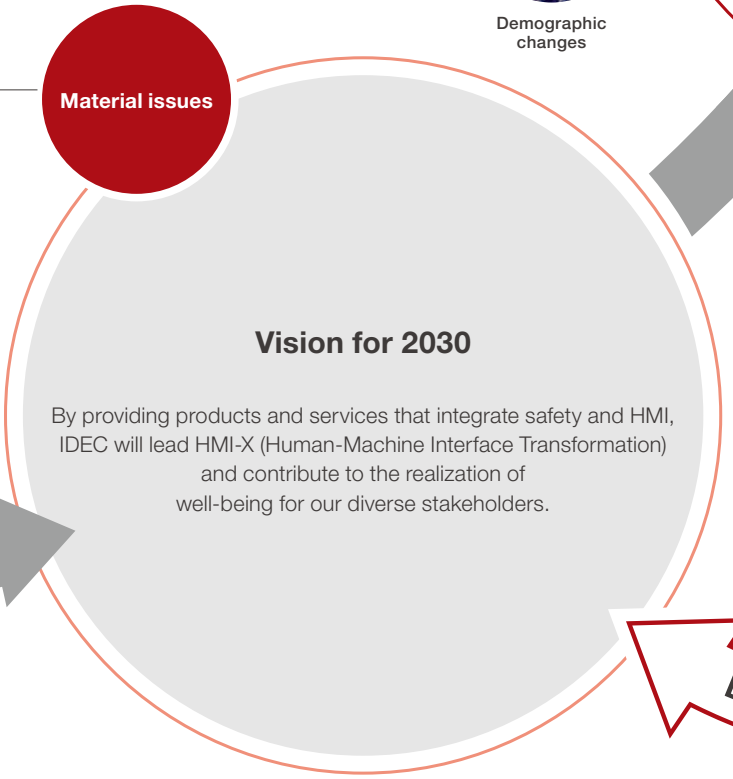 Demographic
changes
Material issues
Vision for 2030
By providing products and services that integrate safety and HMI,
IDEC will lead HMI-X (Human-Machine Interface Transformation)
and contribute to the realization of
well-being for our diverse stakeholders.